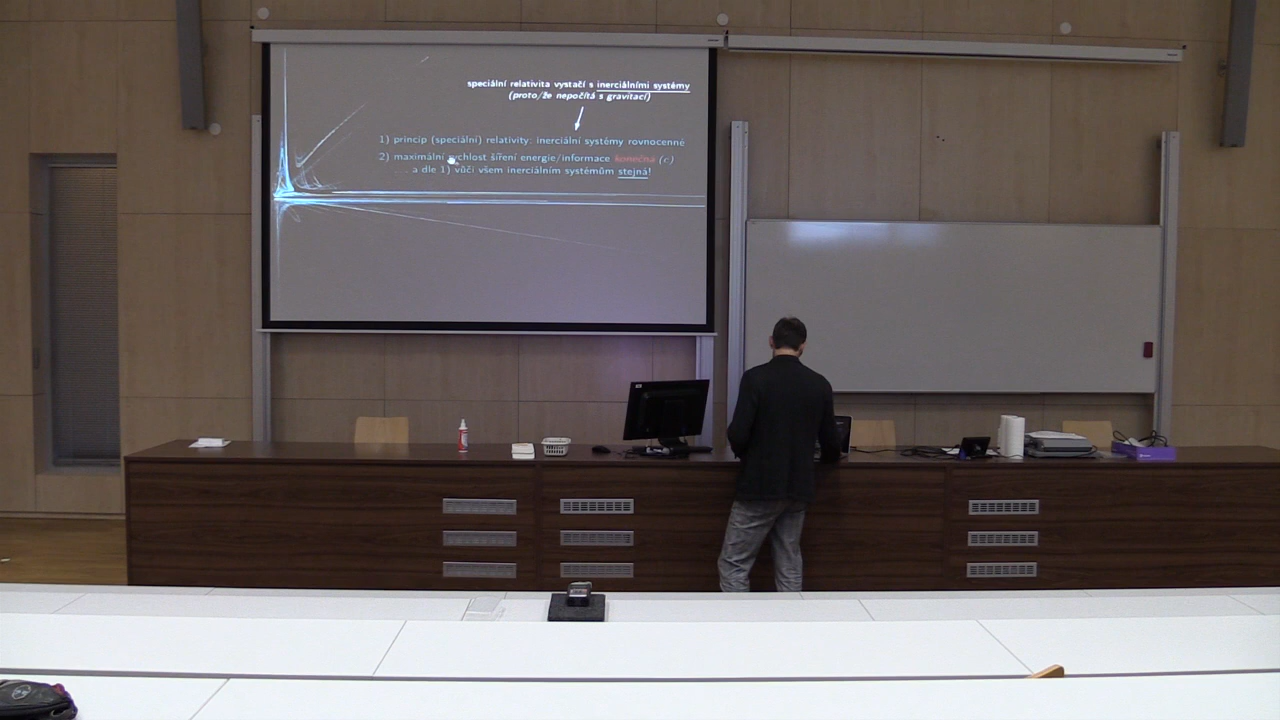 speciální relativita vystačí s inerciálními systémy
(proto/že nepočítá s gravitací)
1) princip (speciální) relativity: inerciální systémy rovnocenné
2) maximální rychlost šíření energie/informace konečná (c)
a dle 1) vůči všem inerciálním systémům stejná!